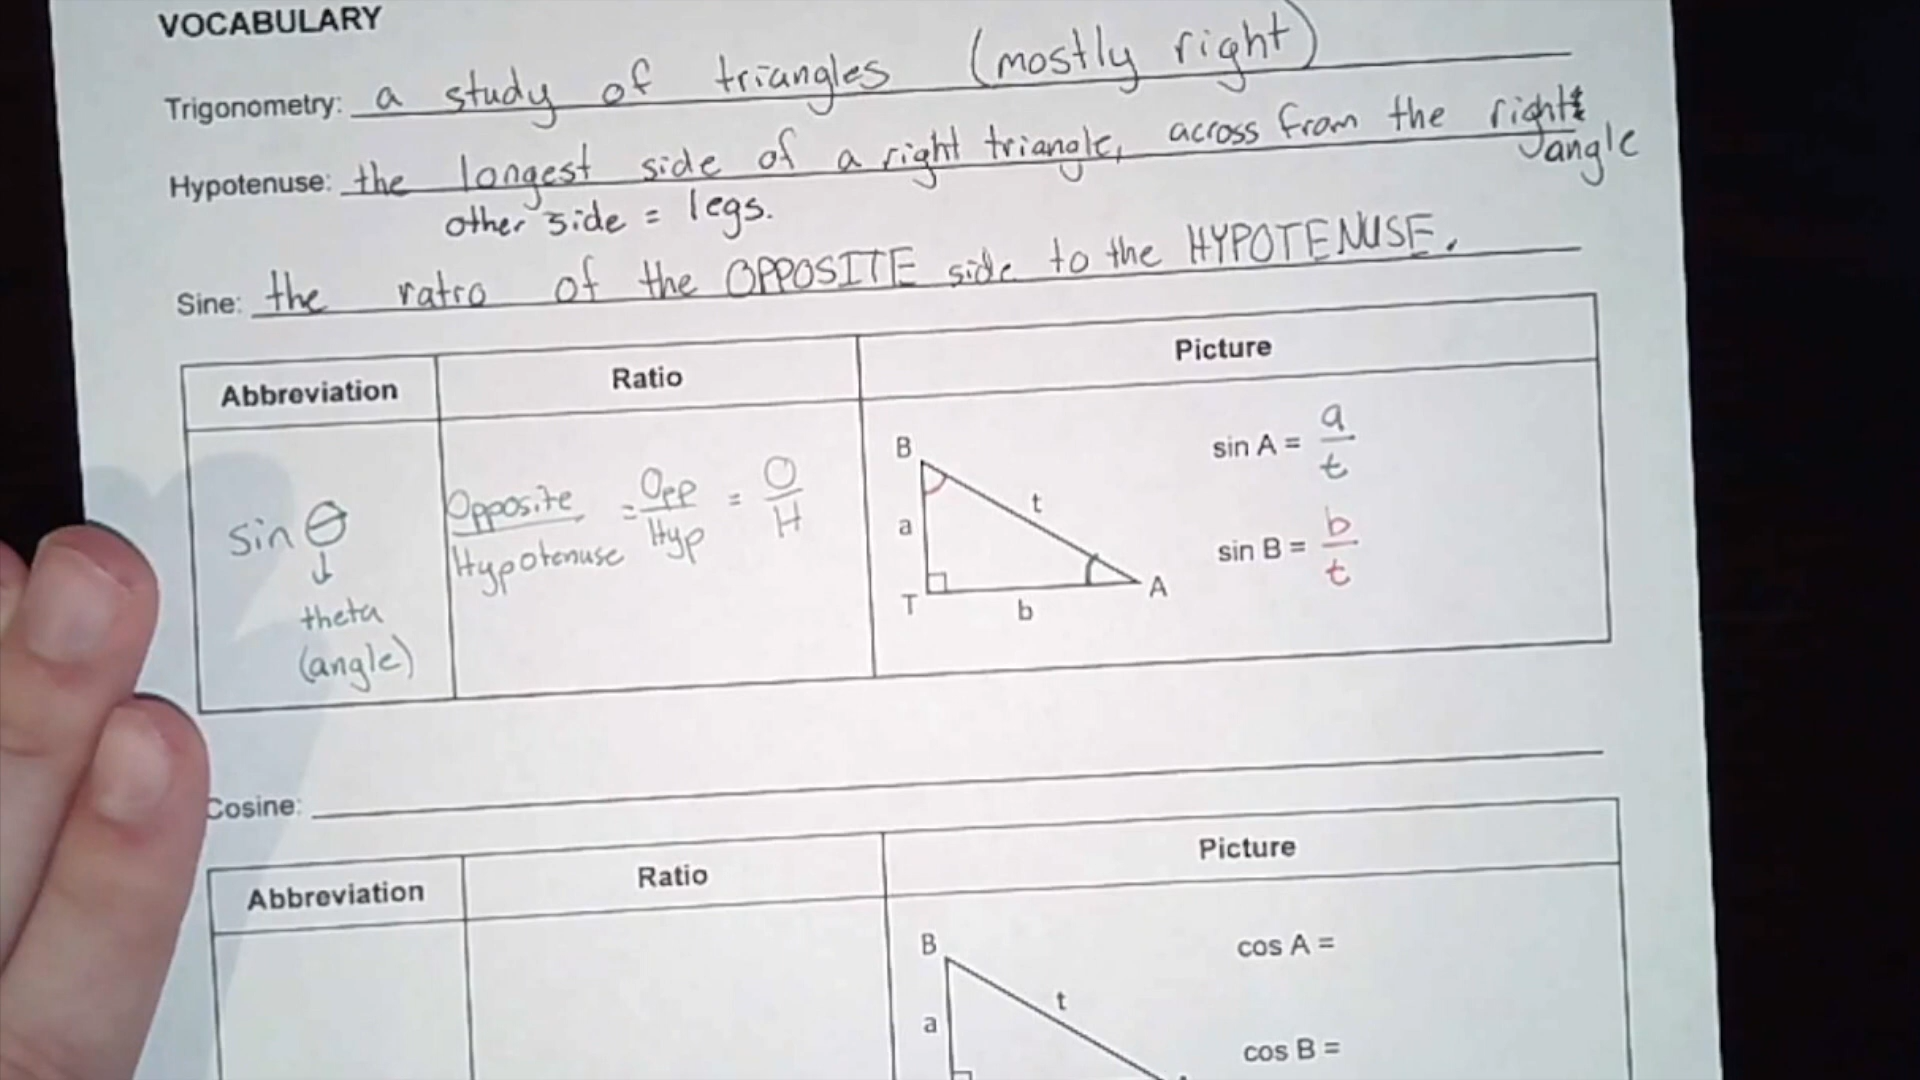 VOCABULARY
Trigonometry: a study of triangles (mostly right)
Hypotenuse: the longest side of a right triangle, across from the right
angle
other side = legs.
Sine: the ratio of the OPPOSITE side to the HYPOTENUSE.
Abbreviation Ratio Picture
sin θ
↓
theta
(angle)
Opposite/Hypotenuse = Opp/Hyp = O/H
B
t
a
T
b
A
sin A = a/t
sin B = b/t
Cosine:
Abbreviation Ratio Picture
B
t
a
cos A =
cos B =